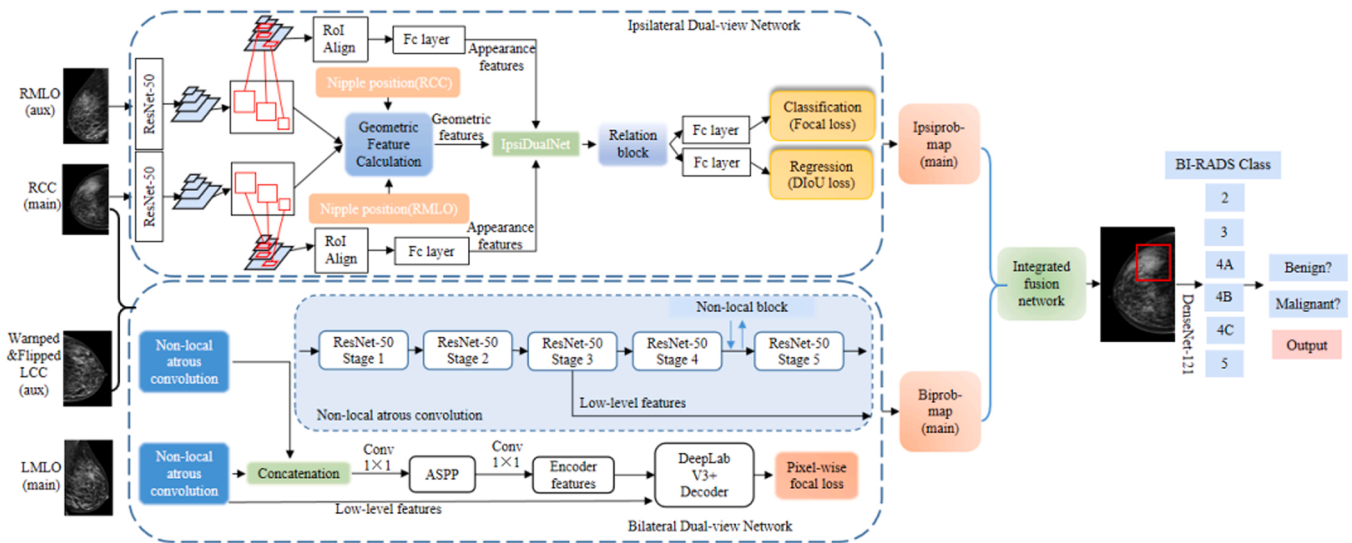 Ipsilateral Dual-view Network
RMLO
(aux)
RCC
(main)
ResNet-50
ResNet-50
RoI
Align
Fc layer
Appearance
features
Nipple position(RCC)
Geometric
Feature
Calculation
Geometric
features
Nipple position(RMLO)
RoI
Align
Fc layer
Appearance
features
IpsiDualNet
Relation
block
Fc layer
Fc layer
Classification
(Focal loss)
Regression
(DIoU loss)
Ipsiprob-
map
(main)
Warnped
&Flipped
LCC
(aux)
LMLO
(main)
Non-local
atrous
convolution
Non-local block
ResNet-50
Stage 1
ResNet-50
Stage 2
ResNet-50
Stage 3
ResNet-50
Stage 4
ResNet-50
Stage 5
Low-level features
Non-local atrous convolution
Non-local
atrous
convolution
Concatenation
Conv
1×1
ASPP
Conv
1×1
Encoder
features
DeepLab
V3+
Decoder
Pixel-wise
focal loss
Low-level features
Bilateral Dual-view Network
Biprob-
map
(main)
Integrated
fusion
network
DenseNet-121
BI-RADS Class
2
3
4A
4B
4C
5
Benign?
Malignant?
Output